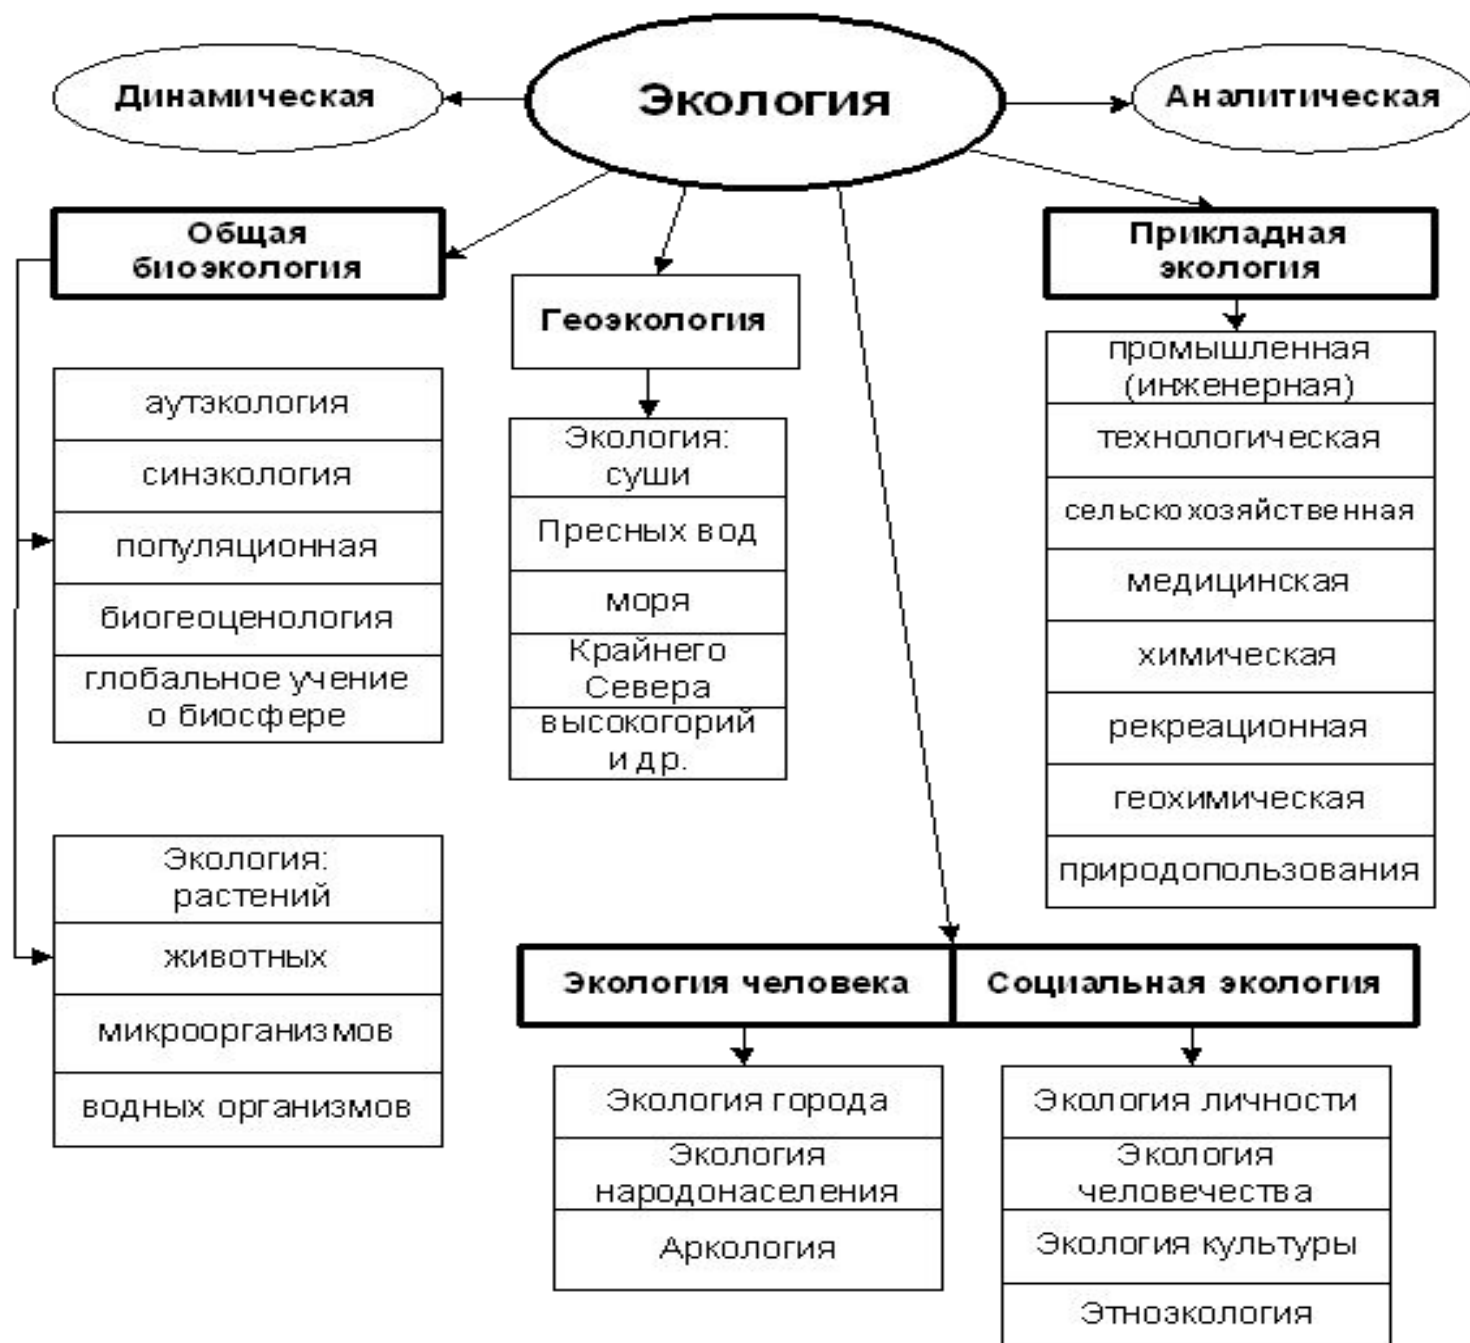 Экология
Динамическая
Аналитическая
Общая
биоэкология
аутэкология
синэкология
популяционная
биогеоценология
глобальное учение
о биосфере
Экология:
растений
животных
микроорганизмов
водных организмов
Геоэкология
Экология:
суши
Пресных вод
моря
Крайнего
Севера
высокогорий
и др.
Прикладная
экология
промышленная
(инженерная)
технологическая
сельскохозяйственная
медицинская
химическая
рекреационная
геохимическая
природопользования
Экология человека
Экология города
Экология
народонаселения
Аркология
Социальная экология
Экология личности
Экология
человечества
Экология культуры
Этноэкология